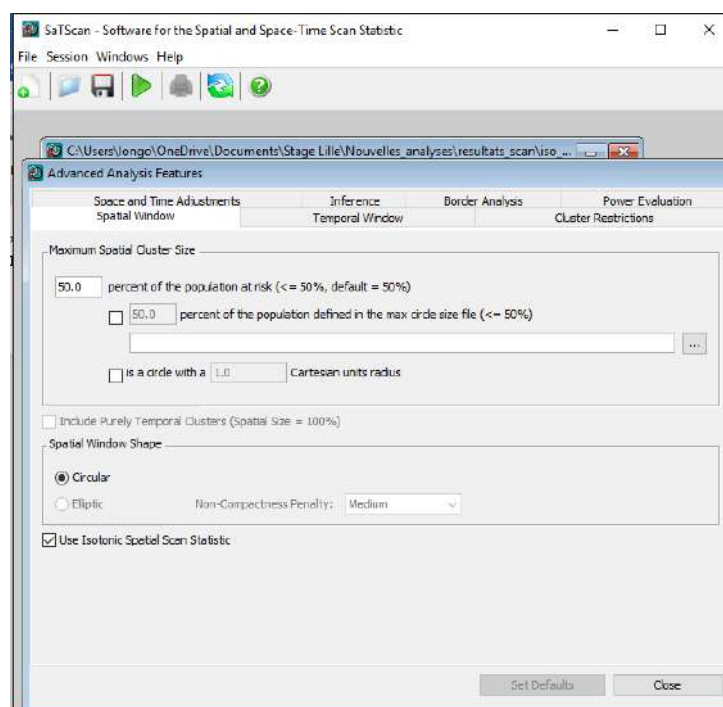 SaTScan - Software for the Spatial and Space-Time Scan Statistic
File Session Windows Help
C:\Users\longo\OneDrive\Documents\Stage Lille\Nouvelles_analyses\resultats_scan\iso_...
Advanced Analysis Features
Space and Time Adjustments Inference Border Analysis Power Evaluation
Spatial Window Temporal Window Cluster Restrictions
Maximum Spatial Cluster Size
50.0 percent of the population at risk (<= 50%, default = 50%)
50.0 percent of the population defined in the max circle size file (<= 50%)
...
is a circle with a 1.0 Cartesian units radius
Include Purely Temporal Clusters (Spatial Size = 100%)
Spatial Window Shape
Circular
Elliptic Non-Compactness Penalty: Medium
Use Isotonic Spatial Scan Statistic
Set Defaults Close